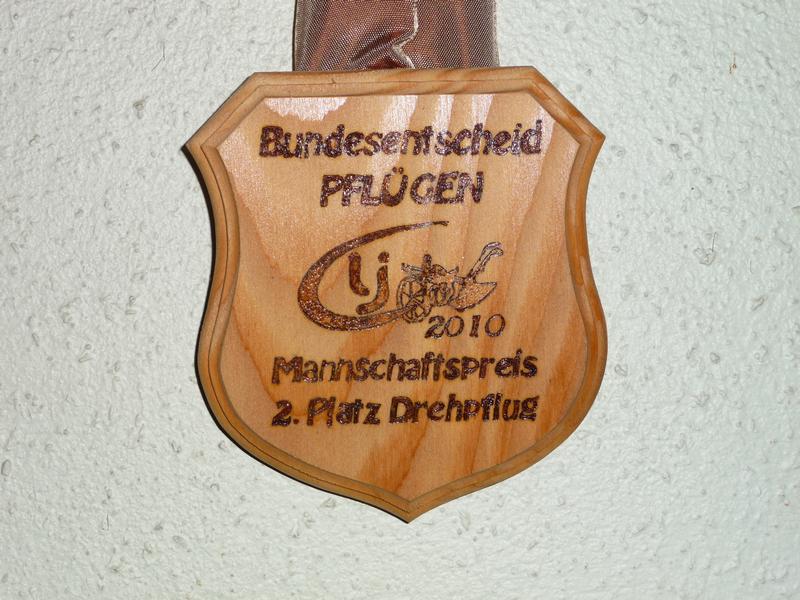 Bundesentscheid
PFLÜGEN
lj
2010
Mannschaftspreis
2. Platz Drehpflug